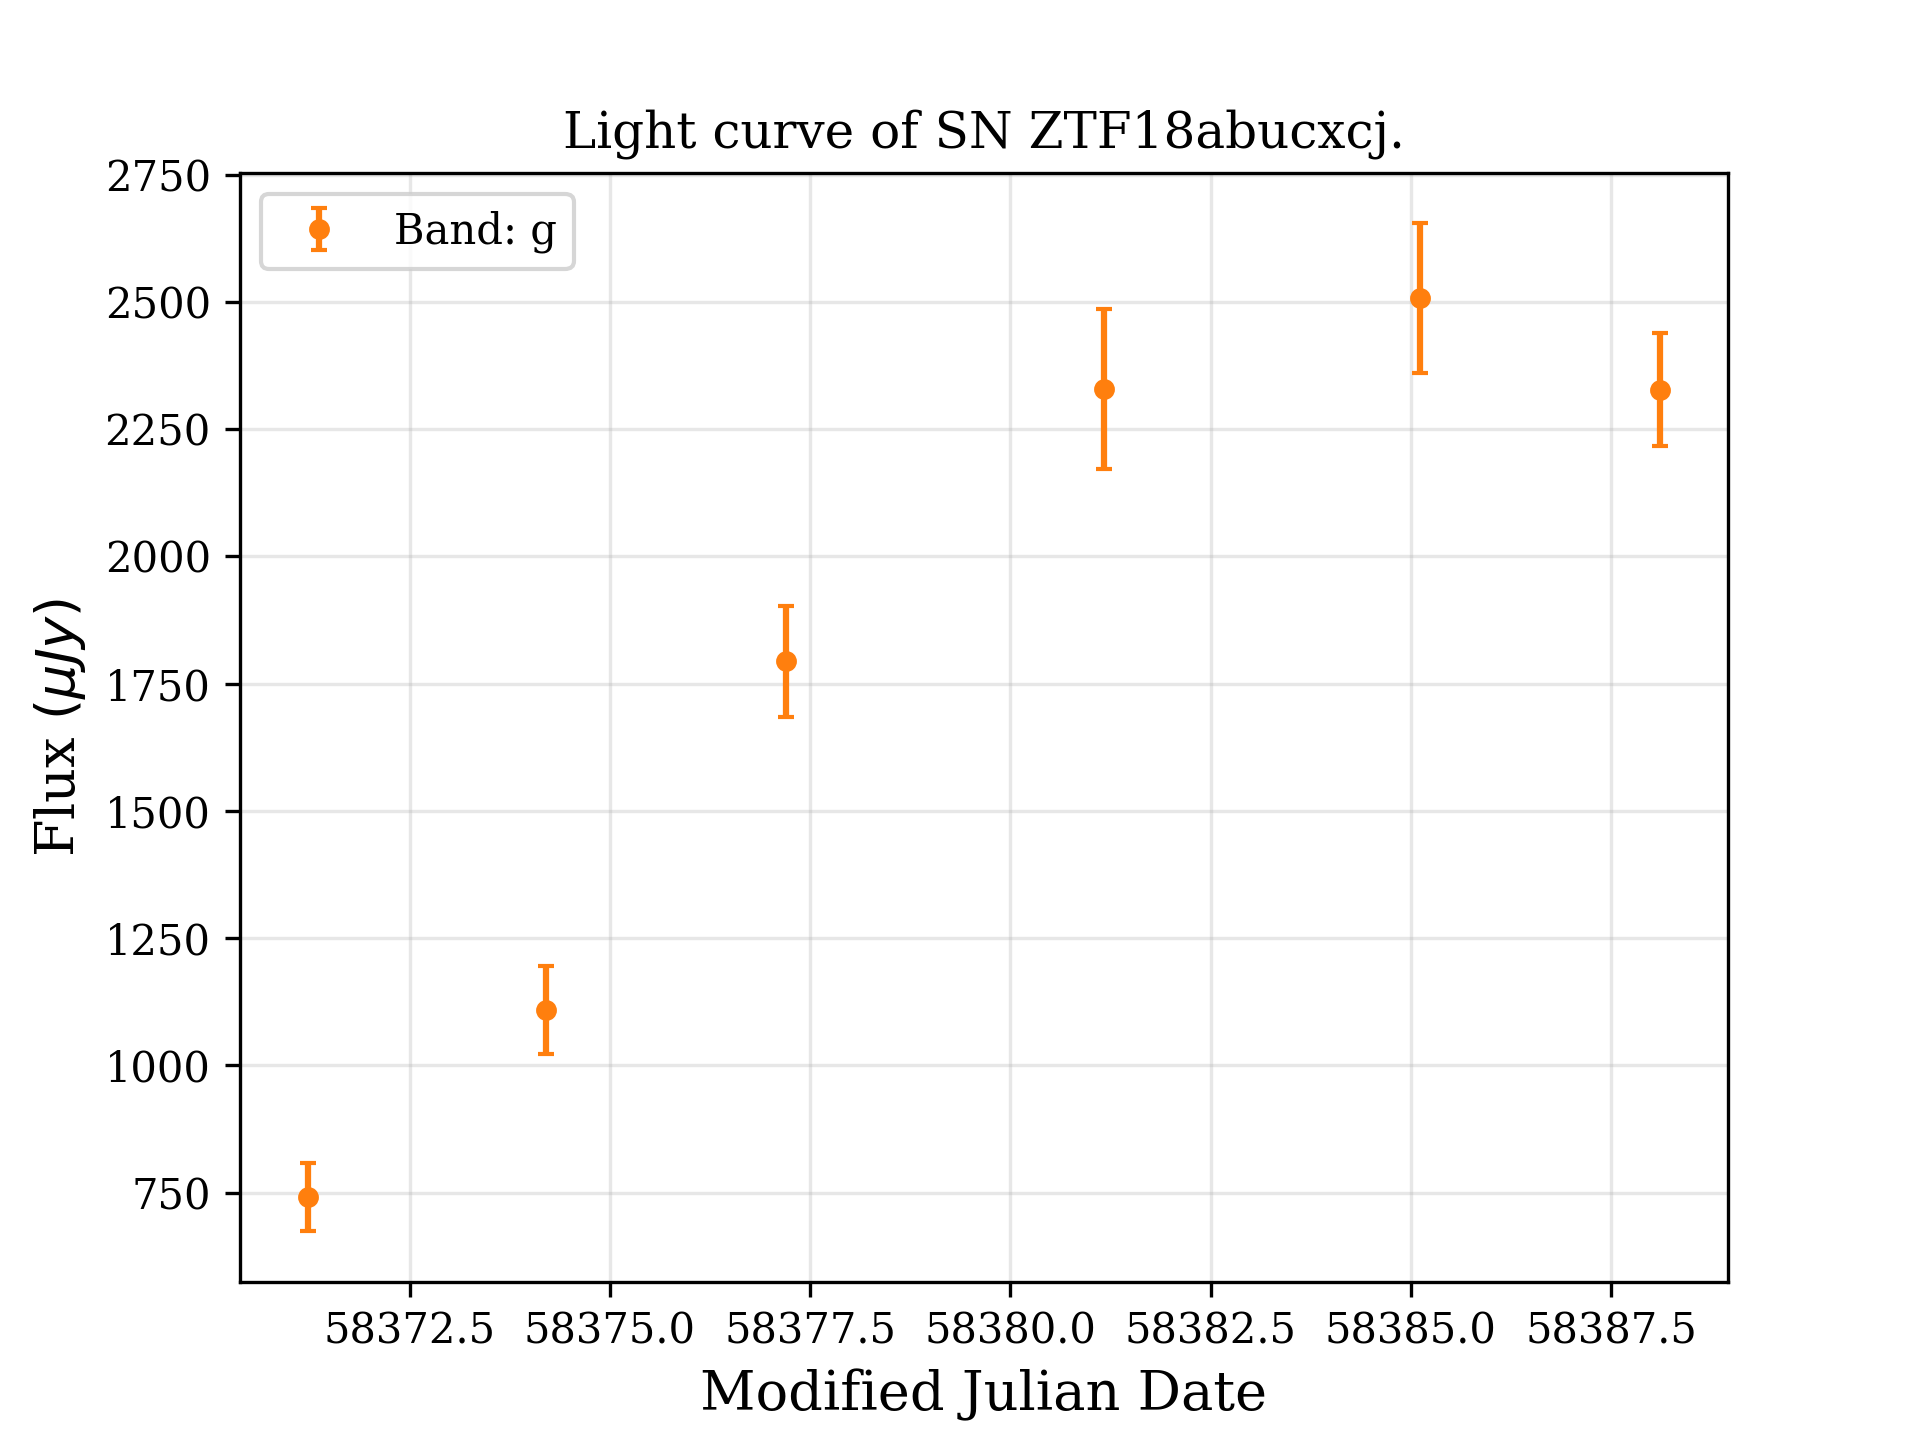 Light curve of SN ZTF18abucxcj.
Band: g
2750
2500
2250
2000
1750
1500
1250
1000
750
Flux (μJy)
58372.5 58375.0 58377.5 58380.0 58382.5 58385.0 58387.5
Modified Julian Date